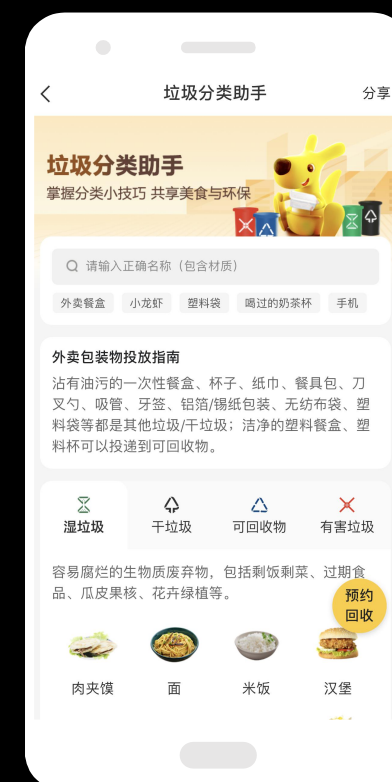 垃圾分类助手
分享
垃圾分类助手
掌握分类小技巧 共享美食与环保
请输入正确名称（包含材质）
外卖餐盒 小龙虾 塑料袋 喝过的奶茶杯 手机
外卖包装物投放指南
沾有油污的一次性餐盒、杯子、纸巾、餐具包、刀
叉勺、吸管、牙签、铝箔/锡纸包装、无纺布袋、塑
料袋等都是其他垃圾/干垃圾；洁净的塑料餐盒、塑
料杯可以投递到可回收物。
湿垃圾 干垃圾 可回收物 有害垃圾
容易腐烂的生物质废弃物，包括剩饭剩菜、过期食
品、瓜皮果核、花卉绿植等。
预约
回收
肉夹馍 面 米饭 汉堡